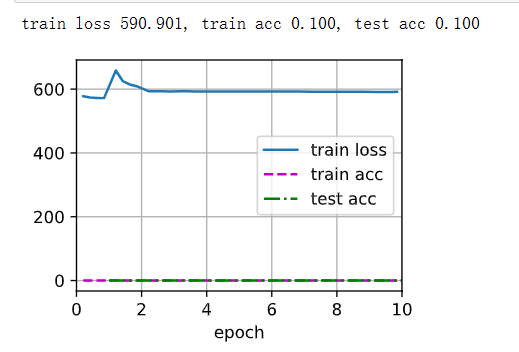 train loss 590.901, train acc 0.100, test acc 0.100
600
400
200
0
train loss
train acc
test acc
0 2 4 6 8 10
epoch